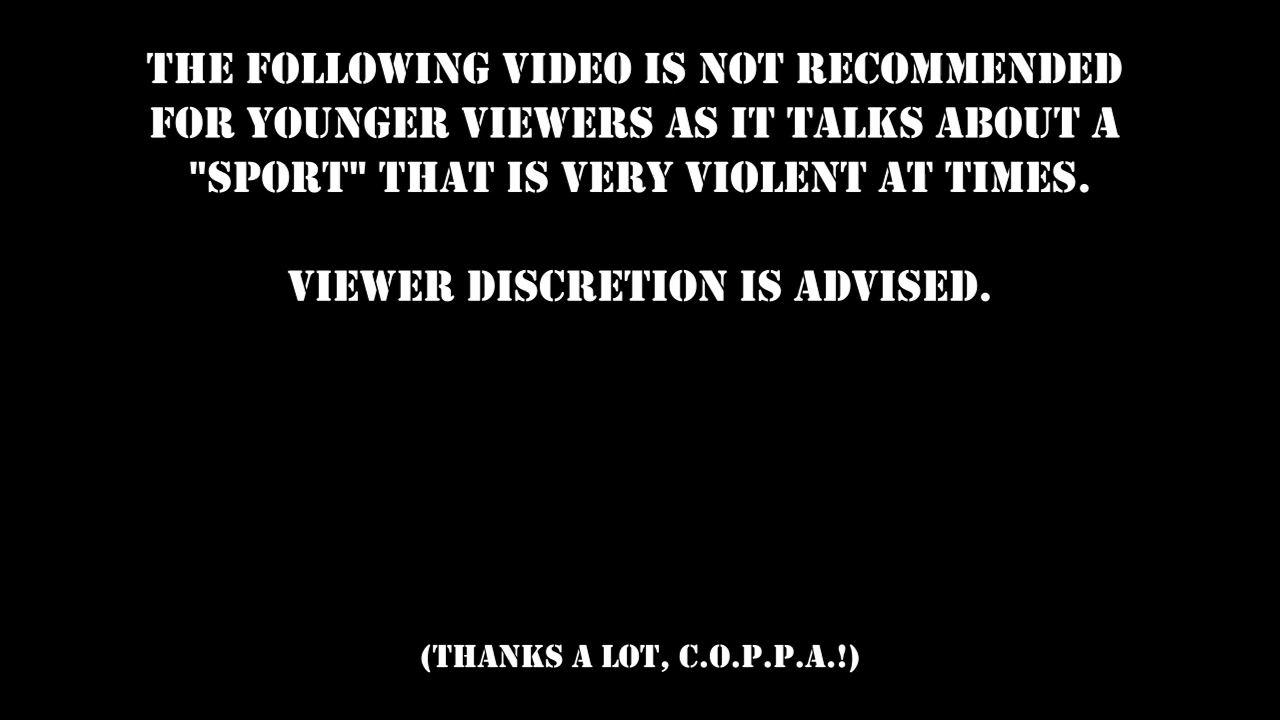 THE FOLLOWING VIDEO IS NOT RECOMMENDED
FOR YOUNGER VIEWERS AS IT TALKS ABOUT A
"SPORT" THAT IS VERY VIOLENT AT TIMES.
VIEWER DISCRETION IS ADVISED.
(THANKS A LOT, C.O.P.P.A.!)